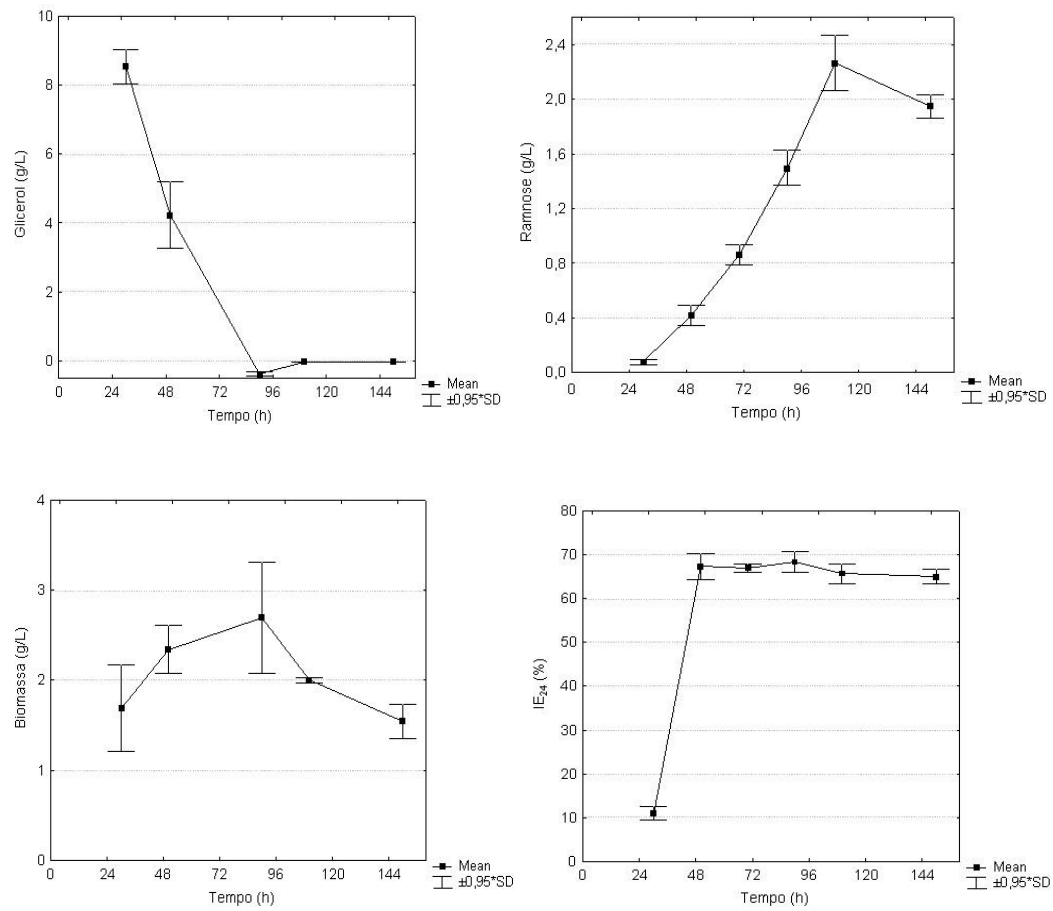 10
8
6
4
2
0
Glicerol (g/L)
0 24 48 72 96 120 144
Tempo (h)
Mean
±0,95*SD
2,4
2,0
1,6
1,2
0,8
0,4
0,0
Ramnose (g/L)
0 24 48 72 96 120 144
Tempo (h)
Mean
±0,95*SD
4
3
2
1
0
Biomassa (g/L)
0 24 48 72 96 120 144
Tempo (h)
Mean
±0,95*SD
80
70
60
50
40
30
20
10
0
IE24 (%)
0 24 48 72 96 120 144
Tempo (h)
Mean
±0,95*SD